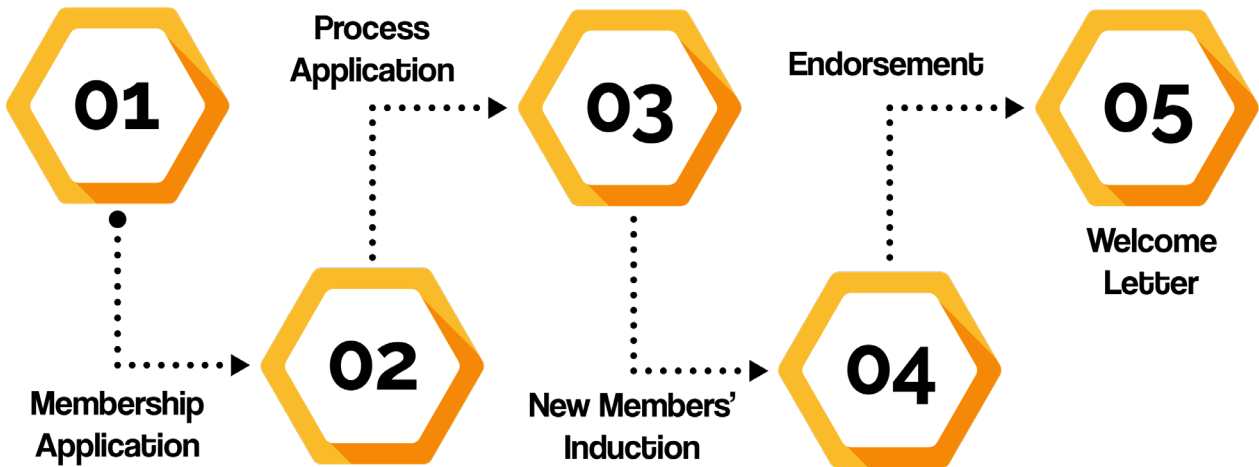 01
Membership
Application
02
Process
Application
03
New Members’
Induction
04
Endorsement
05
Welcome
Letter